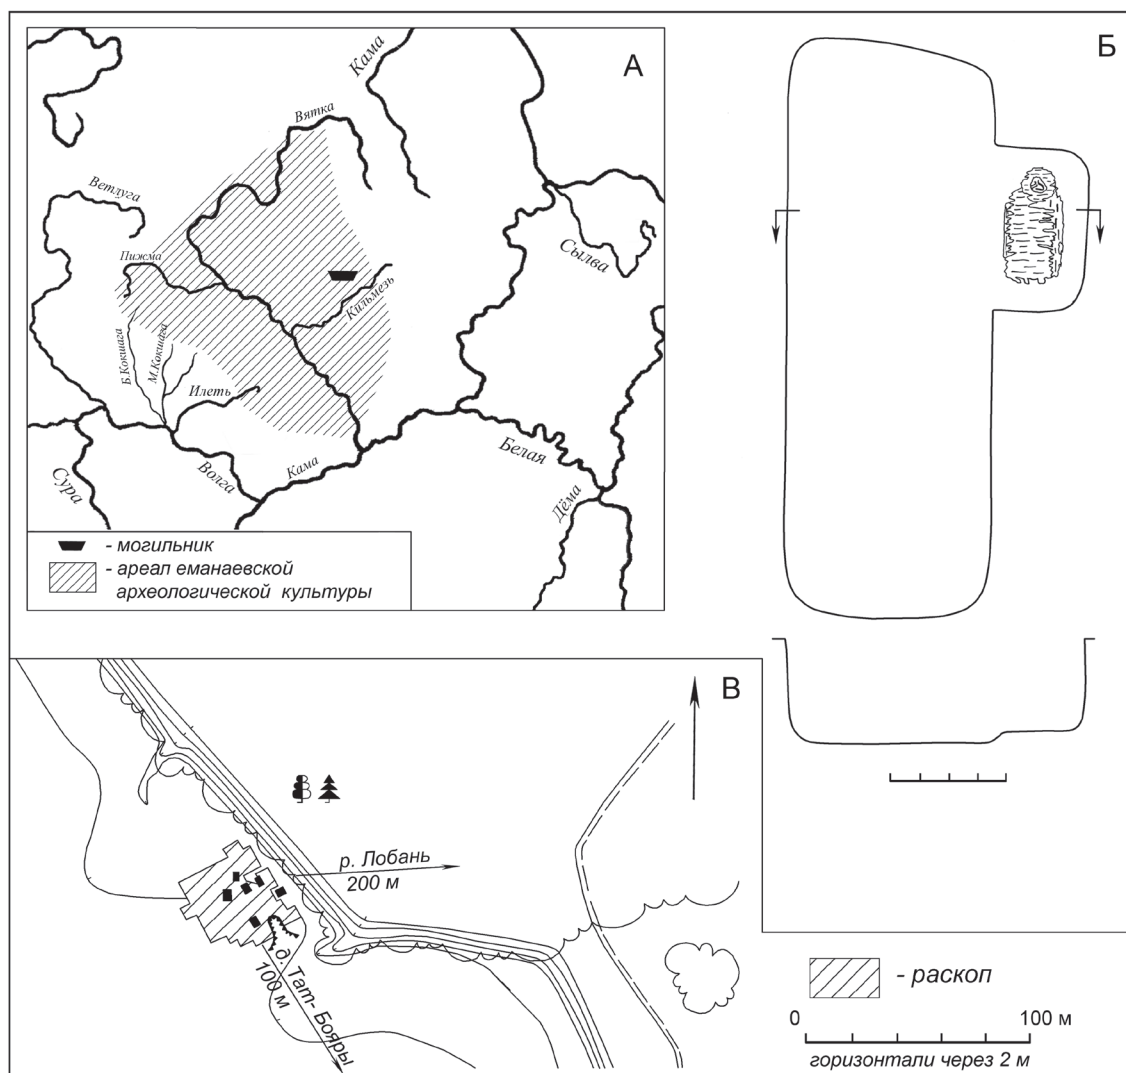 А
Кама
Вятка
Ветлуга
Пижма
Кильмезь
Сылва
Б.Кокшага
М.Кокшага
Илеть
Белая
Сура
Волга
Кама
Дёма
- могильник
- ареал еманаевской
археологической культуры
Б
В
р. Лобань
200 м
д. Тат- Бояры
100 м
- раскоп
0 100 м
горизонтали через 2 м